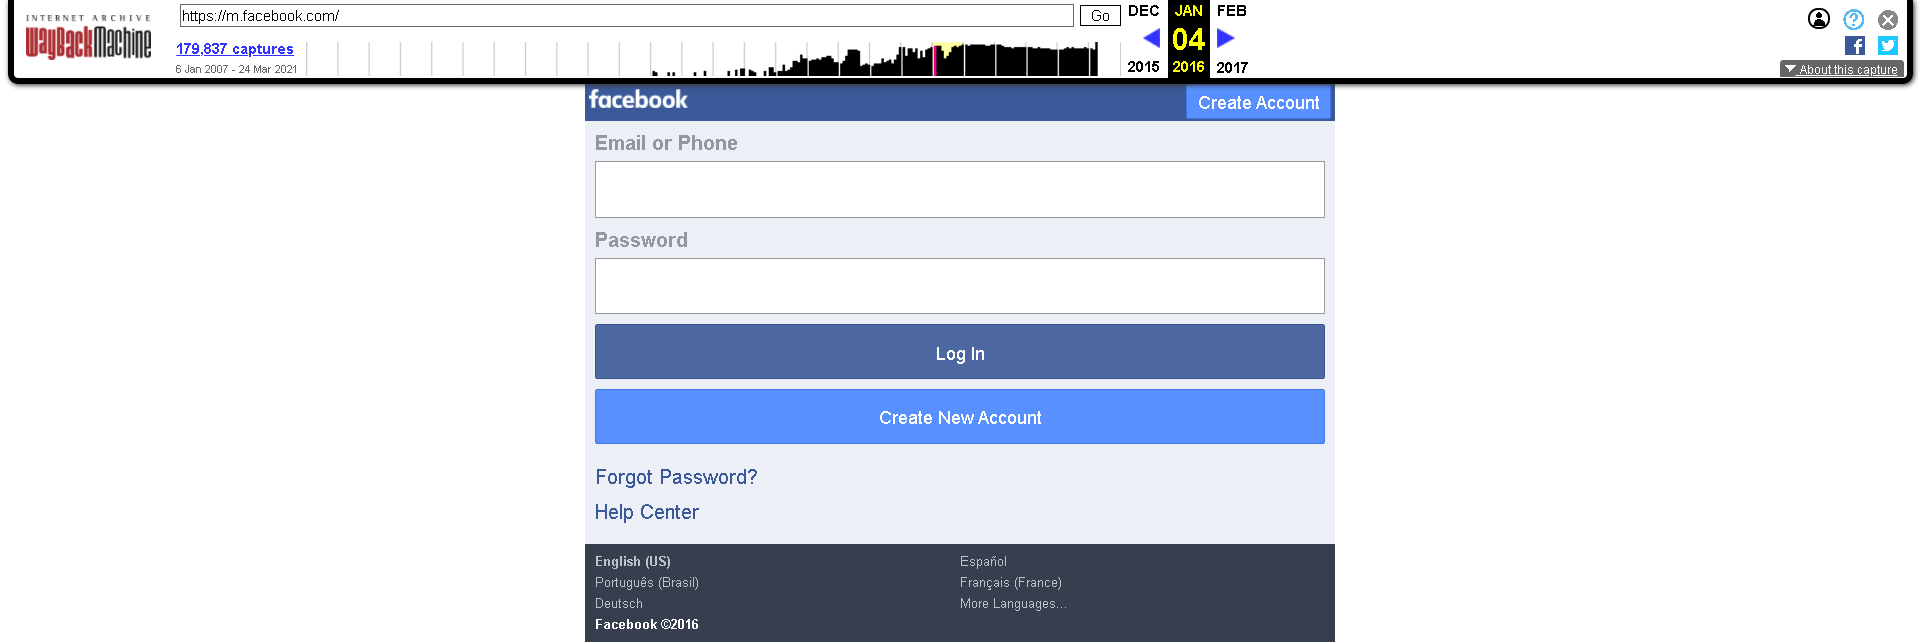 INTERNET ARCHIVE
WayBackMachine
https://m.facebook.com/
Go
179,837 captures
6 Jan 2007 - 24 Mar 2021
DEC JAN FEB
04
2015 2016 2017
About this capture
facebook
Create Account
Email or Phone
Password
Log In
Create New Account
Forgot Password?
Help Center
English (US)
Español
Português (Brasil)
Français (France)
Deutsch
More Languages...
Facebook ©2016